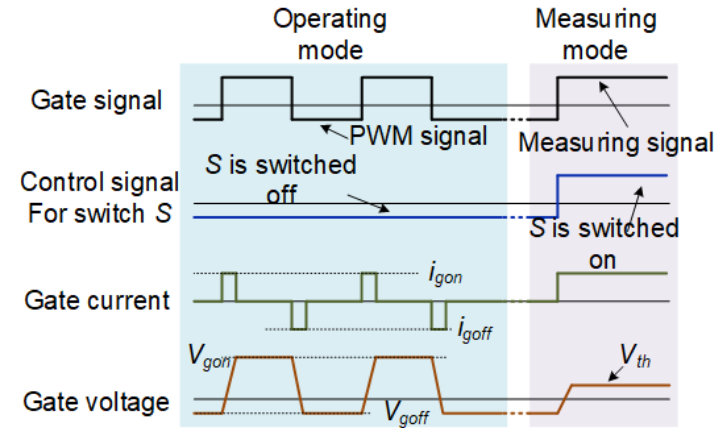 Operating
mode
Measuring
mode
Gate signal
PWM signal
Measuring signal
S is switched
off
Control signal
For switch S
S is switched
on
Gate current
igon
igoff
Vgon
Vth
Gate voltage
Vgoff